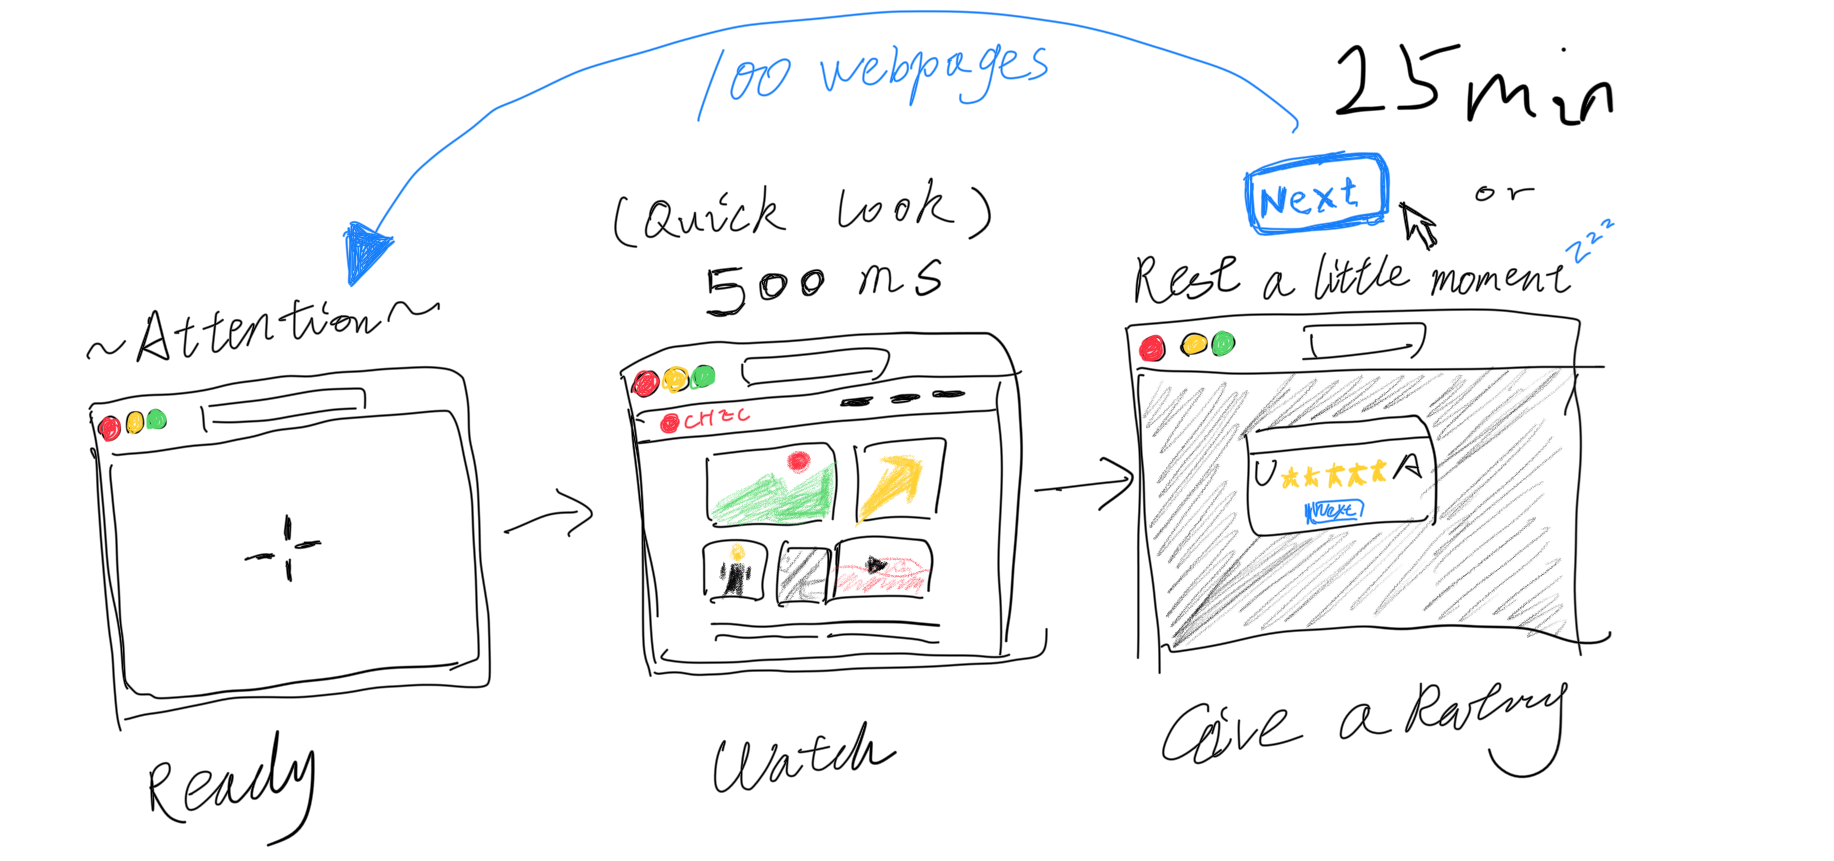 100 webpages
25min
Next
or
(Quick look)
500 ms
Rest a little moment zzz
~Attention~
CHZC
U ★★★★★ A
Next
Ready
Watch
Give a Rating